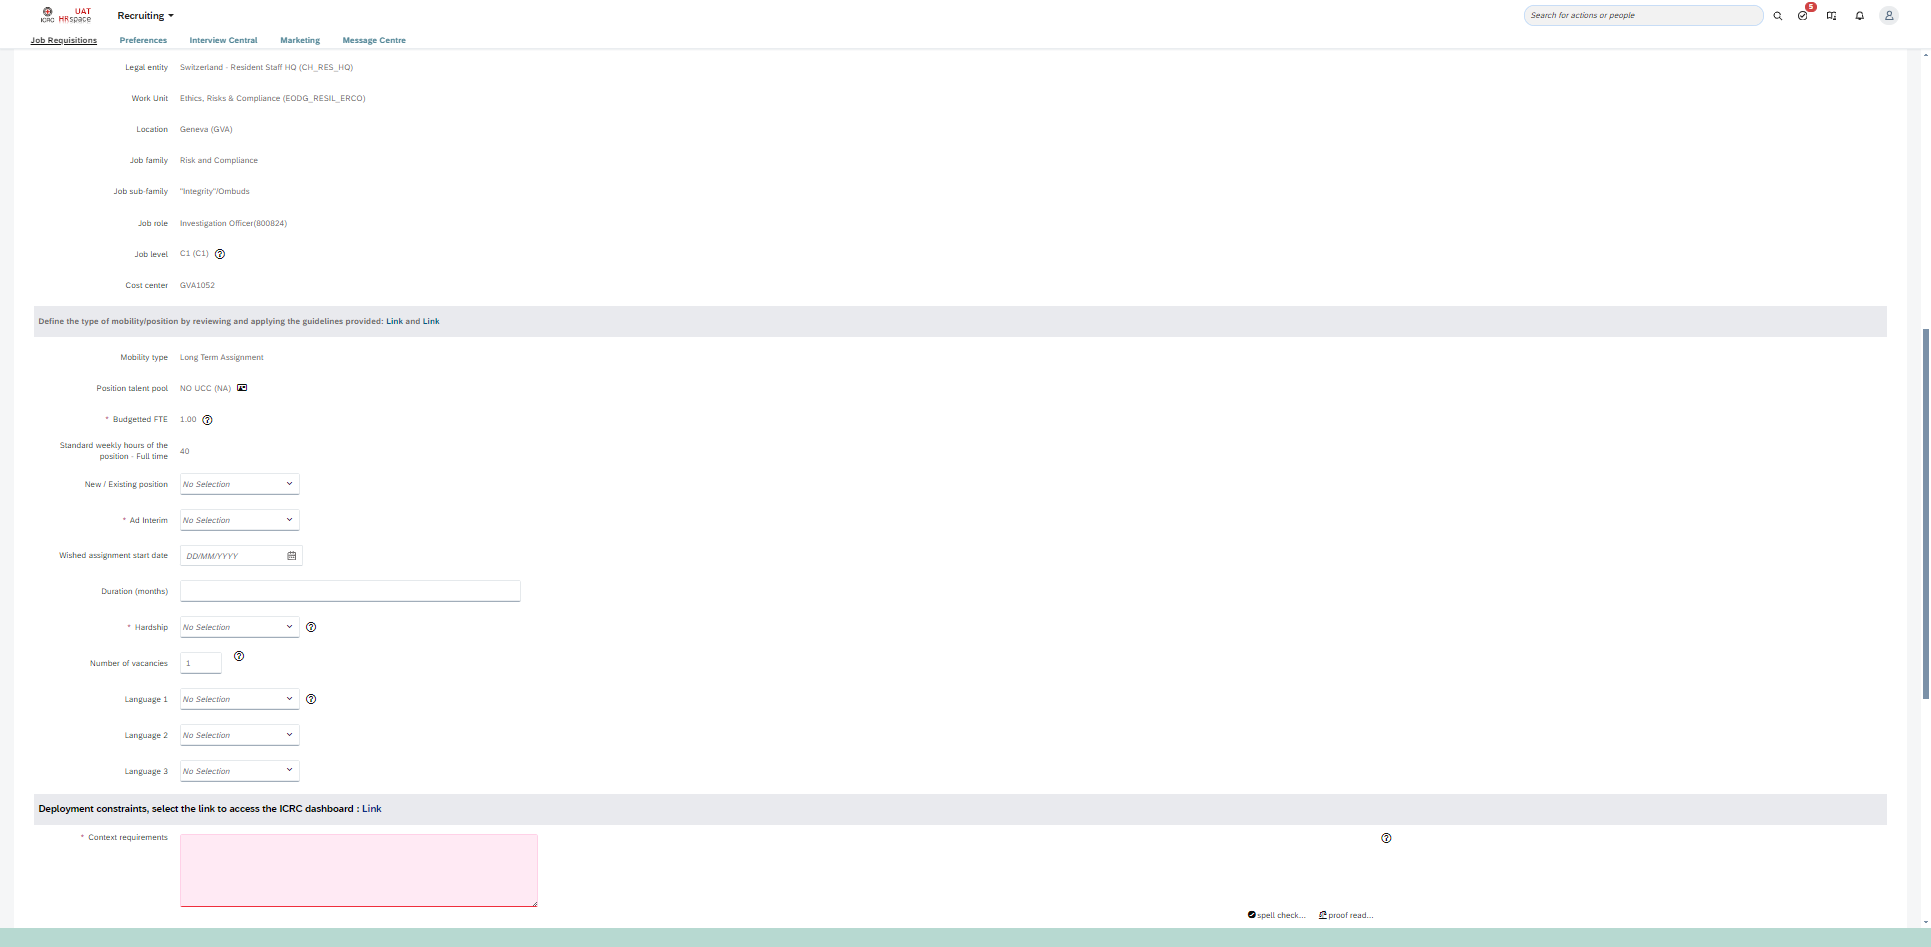 UAT
ICRC HRspace
Recruiting
Search for actions or people
5
Job Requisitions
Preferences
Interview Central
Marketing
Message Centre
Legal entity Switzerland - Resident Staff HQ (CH_RES_HQ)
Work Unit Ethics, Risks & Compliance (EODG_RESIL_ERCO)
Location Geneva (GVA)
Job family Risk and Compliance
Job sub-family "Integrity"/Ombuds
Job role Investigation Officer(800824)
Job level C1 (C1) ?
Cost center GVA1052
Define the type of mobility/position by reviewing and applying the guidelines provided: Link and Link
Mobility type Long Term Assignment
Position talent pool NO UCC (NA)
* Budgetted FTE 1.00 ?
Standard weekly hours of the
position - Full time 40
New / Existing position No Selection
* Ad Interim No Selection
Wished assignment start date DD/MM/YYYY
Duration (months)
* Hardship No Selection ?
Number of vacancies 1 ?
Language 1 No Selection ?
Language 2 No Selection
Language 3 No Selection
Deployment constraints, select the link to access the ICRC dashboard : Link
* Context requirements ?
spell check... proof read...